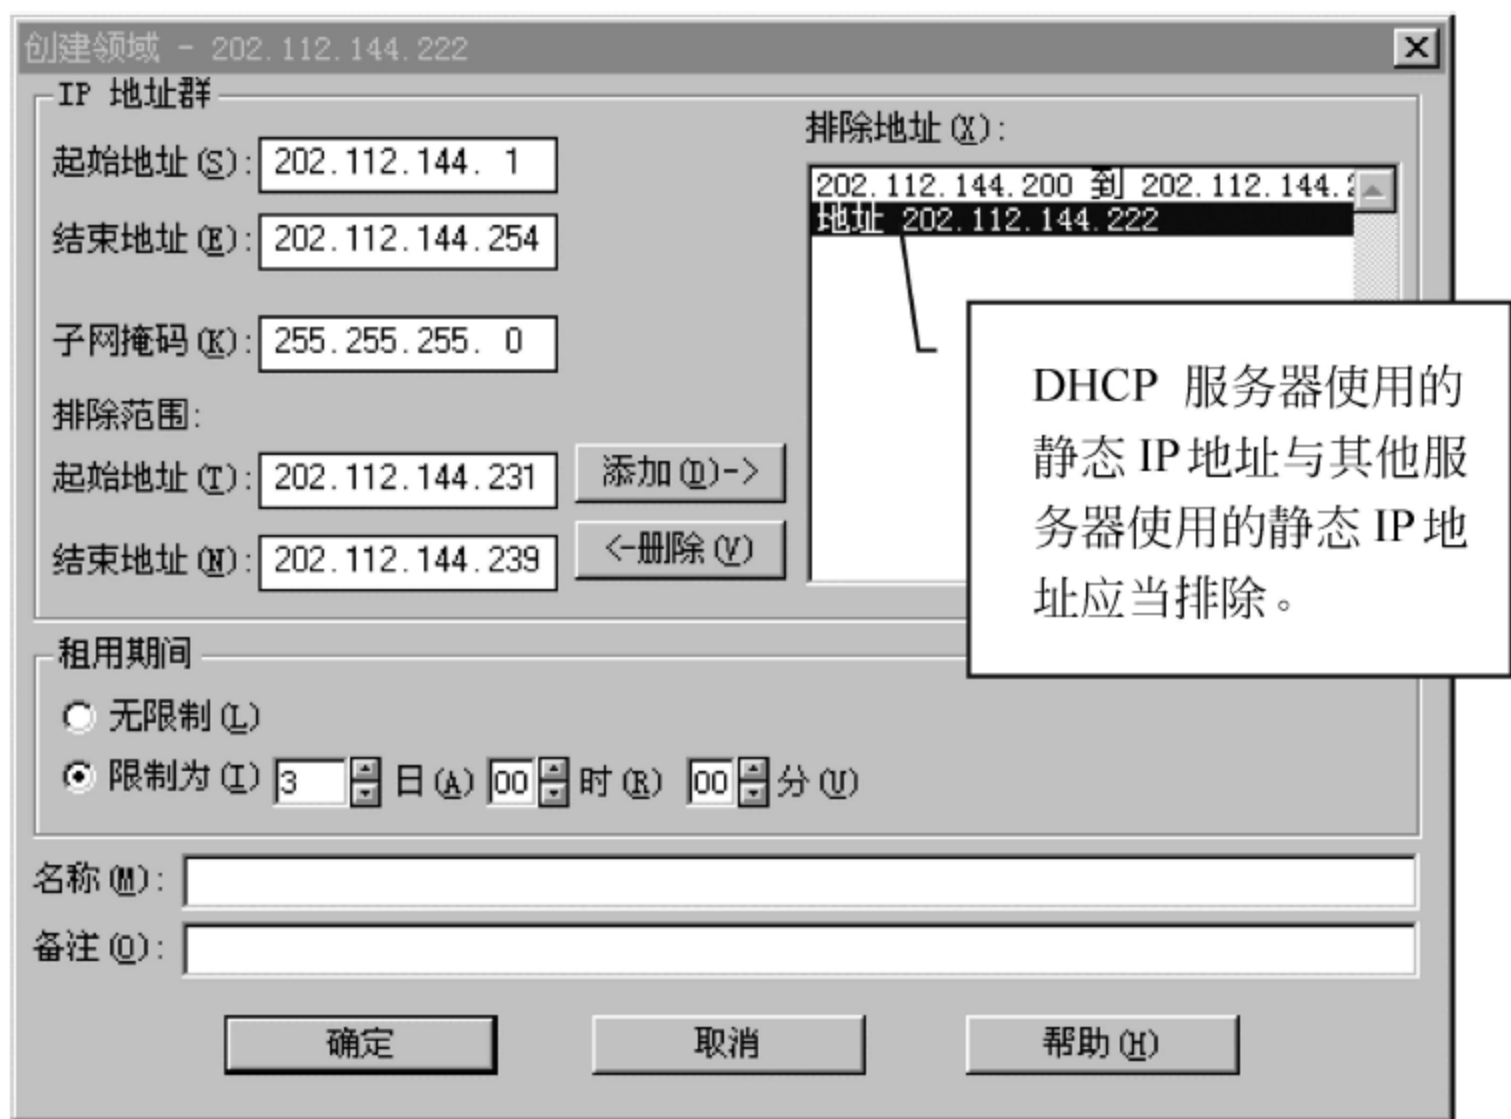 创建领域 - 202.112.144.222
IP 地址群
起始地址(S): 202.112.144. 1
结束地址(E): 202.112.144.254
子网掩码(K): 255.255.255. 0
排除范围:
起始地址(T): 202.112.144.231
结束地址(N): 202.112.144.239
添加(D)->
<-删除(V)
排除地址(X):
202.112.144.200 到 202.112.144.
地址 202.112.144.222
DHCP 服务器使用的
静态 IP 地址与其他服
务器使用的静态 IP 地
址应当排除。
租用期间
无限制(L)
限制为(I) 3 日(A) 00 时(R) 00 分(U)
名称(M):
备注(O):
确定 取消 帮助(H)